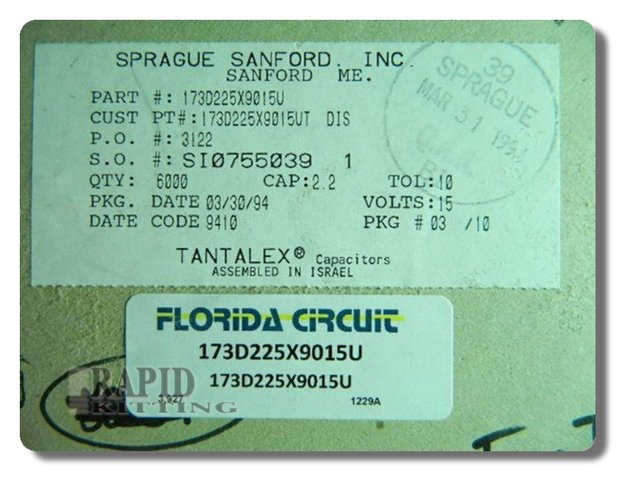 SPRAGUE SANFORD, INC.
SANFORD ME.
PART #: 173D225X9015U
CUST PT#:173D225X9015UT DIS
P.O. #: 3122
S.O. #: SI0755039 1
QTY: 6000 CAP:2.2 TOL:10
PKG. DATE 03/30/94 VOLTS:15
DATE CODE 9410 PKG # 03 /10
TANTALEX® Capacitors
ASSEMBLED IN ISRAEL
39
SPRAGUE
MAR 31
FLORIDA CIRCUIT
173D225X9015U
173D225X9015U
3,927 1229A
RAPID
KITTING